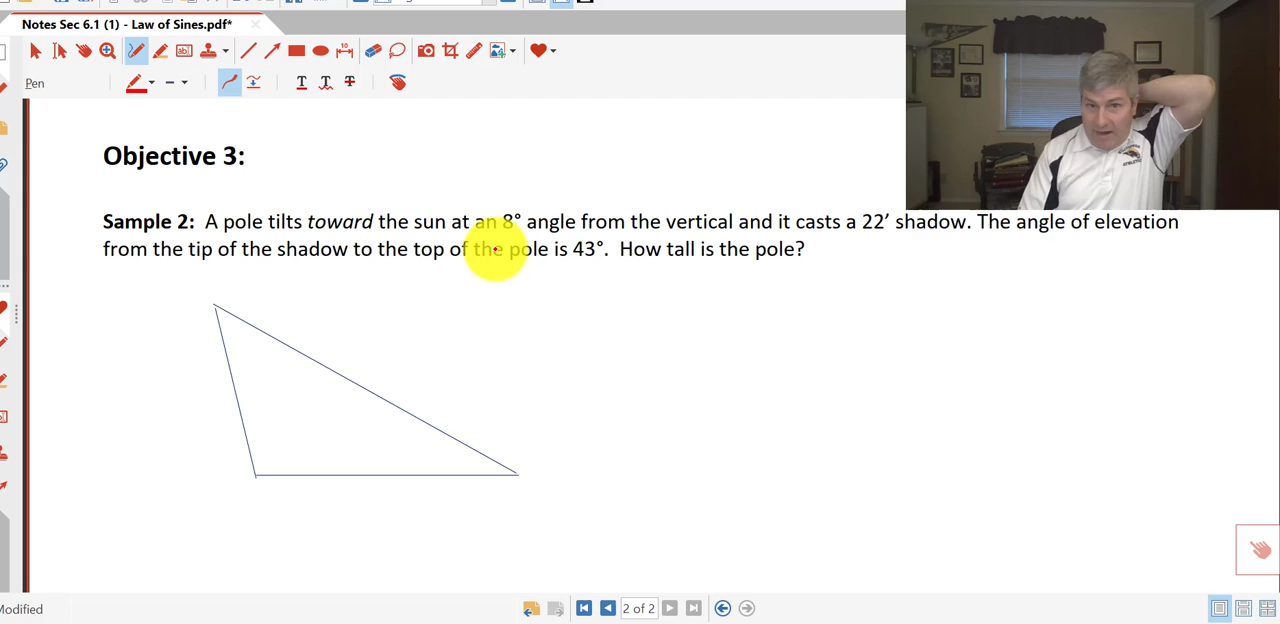 Notes Sec 6.1 (1) - Law of Sines.pdf*
Pen
Objective 3:
Sample 2: A pole tilts toward the sun at an 8° angle from the vertical and it casts a 22’ shadow. The angle of elevation
from the tip of the shadow to the top of the pole is 43°. How tall is the pole?
Modified
2 of 2